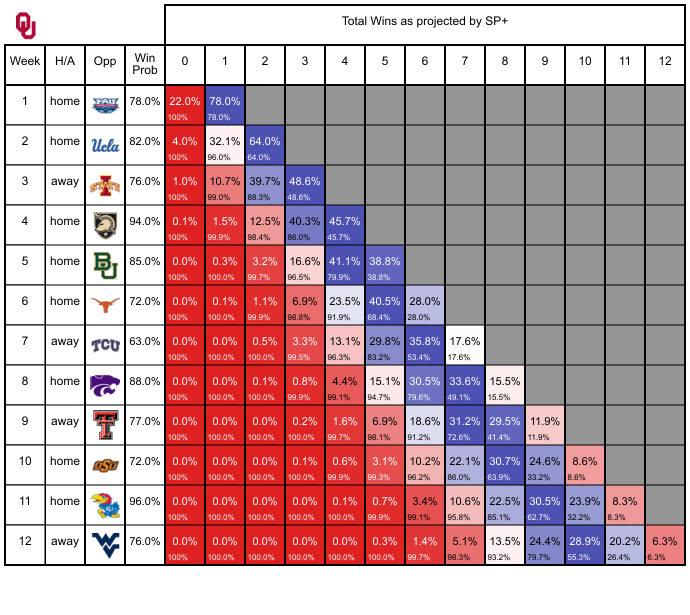 OU
Total Wins as projected by SP+
Week H/A Opp Win Prob 0 1 2 3 4 5 6 7 8 9 10 11 12
1 home FAU 78.0% 22.0% 78.0%
100% 78.0%
2 home Ucla 82.0% 4.0% 32.1% 64.0%
100% 96.0% 64.0%
3 away I STATE 76.0% 1.0% 10.7% 39.7% 48.6%
100% 99.0% 88.3% 48.6%
4 home 94.0% 0.1% 1.5% 12.5% 40.3% 45.7%
100% 99.9% 98.4% 86.0% 45.7%
5 home BU 85.0% 0.0% 0.3% 3.2% 16.6% 41.1% 38.8%
100% 100.0% 99.7% 96.5% 79.9% 38.8%
6 home 72.0% 0.0% 0.1% 1.1% 6.9% 23.5% 40.5% 28.0%
100% 100.0% 99.9% 98.8% 91.9% 68.4% 28.0%
7 away TCU 63.0% 0.0% 0.0% 0.5% 3.3% 13.1% 29.8% 35.8% 17.6%
100% 100.0% 100.0% 99.5% 96.3% 83.2% 53.4% 17.6%
8 home 88.0% 0.0% 0.0% 0.1% 0.8% 4.4% 15.1% 30.5% 33.6% 15.5%
100% 100.0% 100.0% 99.9% 99.1% 94.7% 79.6% 49.1% 15.5%
9 away T 77.0% 0.0% 0.0% 0.0% 0.2% 1.6% 6.9% 18.6% 31.2% 29.5% 11.9%
100% 100.0% 100.0% 100.0% 99.7% 98.1% 91.2% 72.6% 41.4% 11.9%
10 home OSU 72.0% 0.0% 0.0% 0.0% 0.1% 0.6% 3.1% 10.2% 22.1% 30.7% 24.6% 8.6%
100% 100.0% 100.0% 100.0% 99.9% 99.3% 96.2% 86.0% 63.9% 33.2% 8.6%
11 home KU 96.0% 0.0% 0.0% 0.0% 0.0% 0.1% 0.7% 3.4% 10.6% 22.5% 30.5% 23.9% 8.3%
100% 100.0% 100.0% 100.0% 100.0% 99.9% 99.1% 95.8% 85.1% 62.7% 32.2% 8.3%
12 away WV 76.0% 0.0% 0.0% 0.0% 0.0% 0.0% 0.3% 1.4% 5.1% 13.5% 24.4% 28.9% 20.2% 6.3%
100% 100.0% 100.0% 100.0% 100.0% 100.0% 99.7% 98.3% 93.2% 79.7% 55.3% 26.4% 6.3%